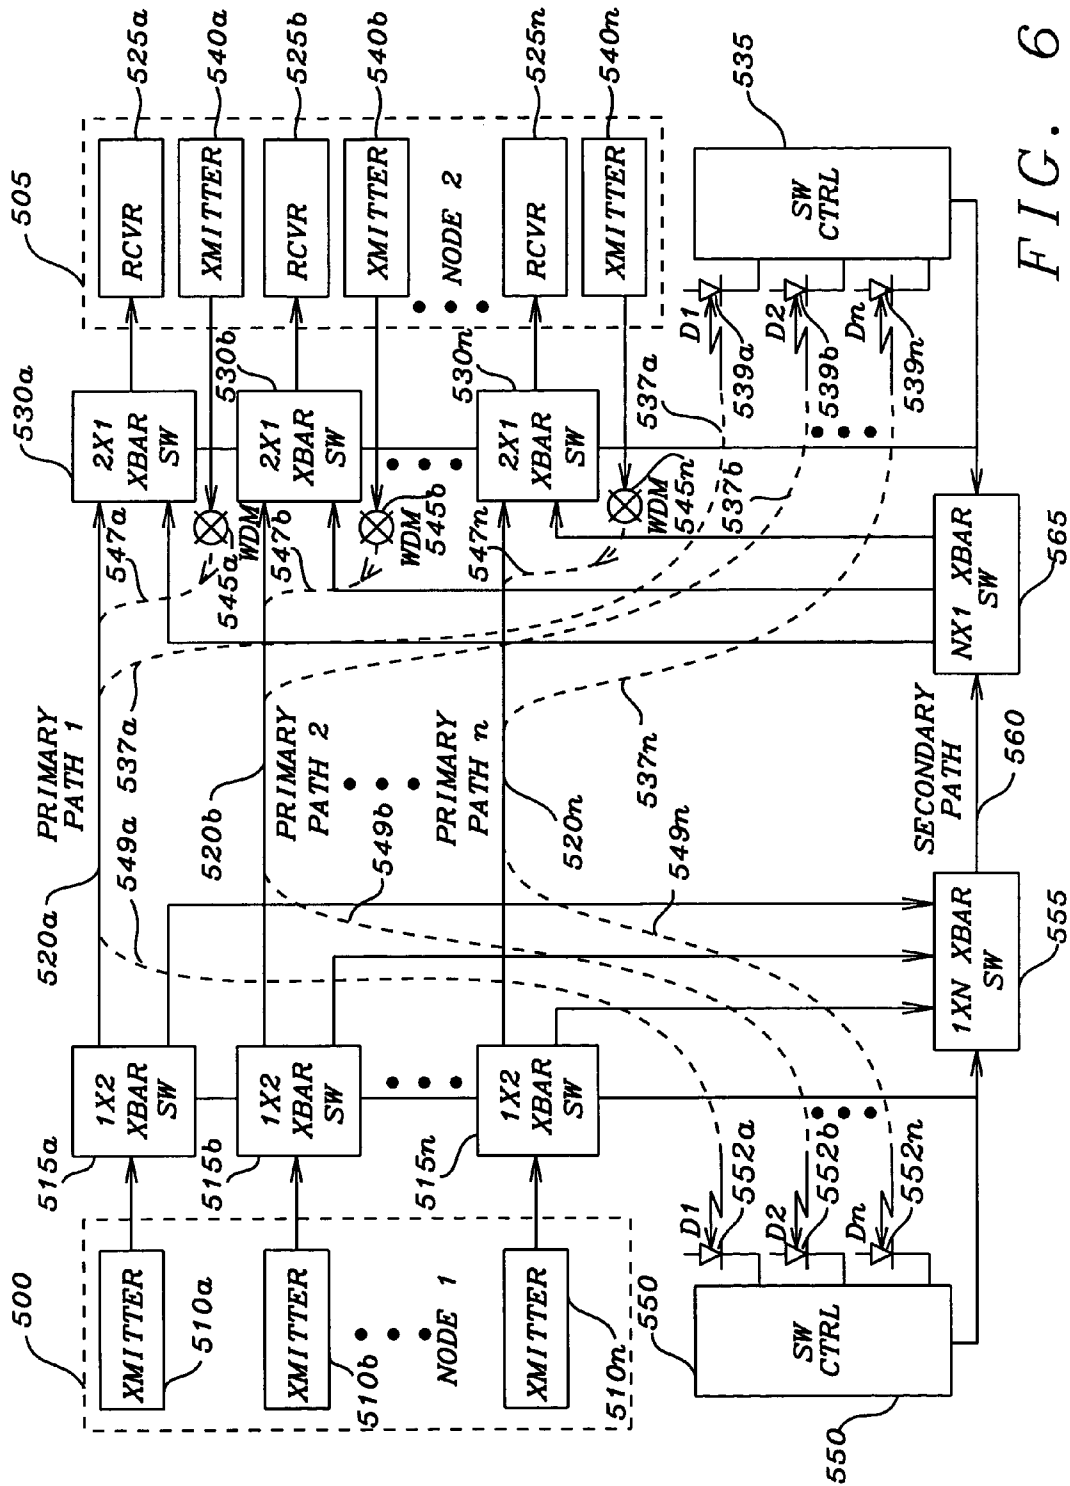 500
XMITTER
510a
XMITTER
510b
NODE 1
XMITTER
510n
550
SW
CTRL
550
D1
552a
D2
552b
Dn
552n
515a
1X2
XBAR
SW
515b
1X2
XBAR
SW
515n
1X2
XBAR
SW
1XN XBAR
SW
555
520a
549a
537a
PRIMARY
PATH 1
520b
549b
PRIMARY
PATH 2
PRIMARY
PATH n
520n
549n
537n
SECONDARY
PATH
560
NX1 XBAR
SW
565
547a
545a
WDM
547b
WDM
545b
547n
WDM
545n
537a
537b
530a
2X1
XBAR
SW
530b
2X1
XBAR
SW
530n
2X1
XBAR
SW
505
RCVR
525a
XMITTER
540a
RCVR
525b
XMITTER
540b
NODE 2
RCVR
525n
XMITTER
540n
D1
539a
D2
539b
Dn
539n
SW
CTRL
535
FIG. 6